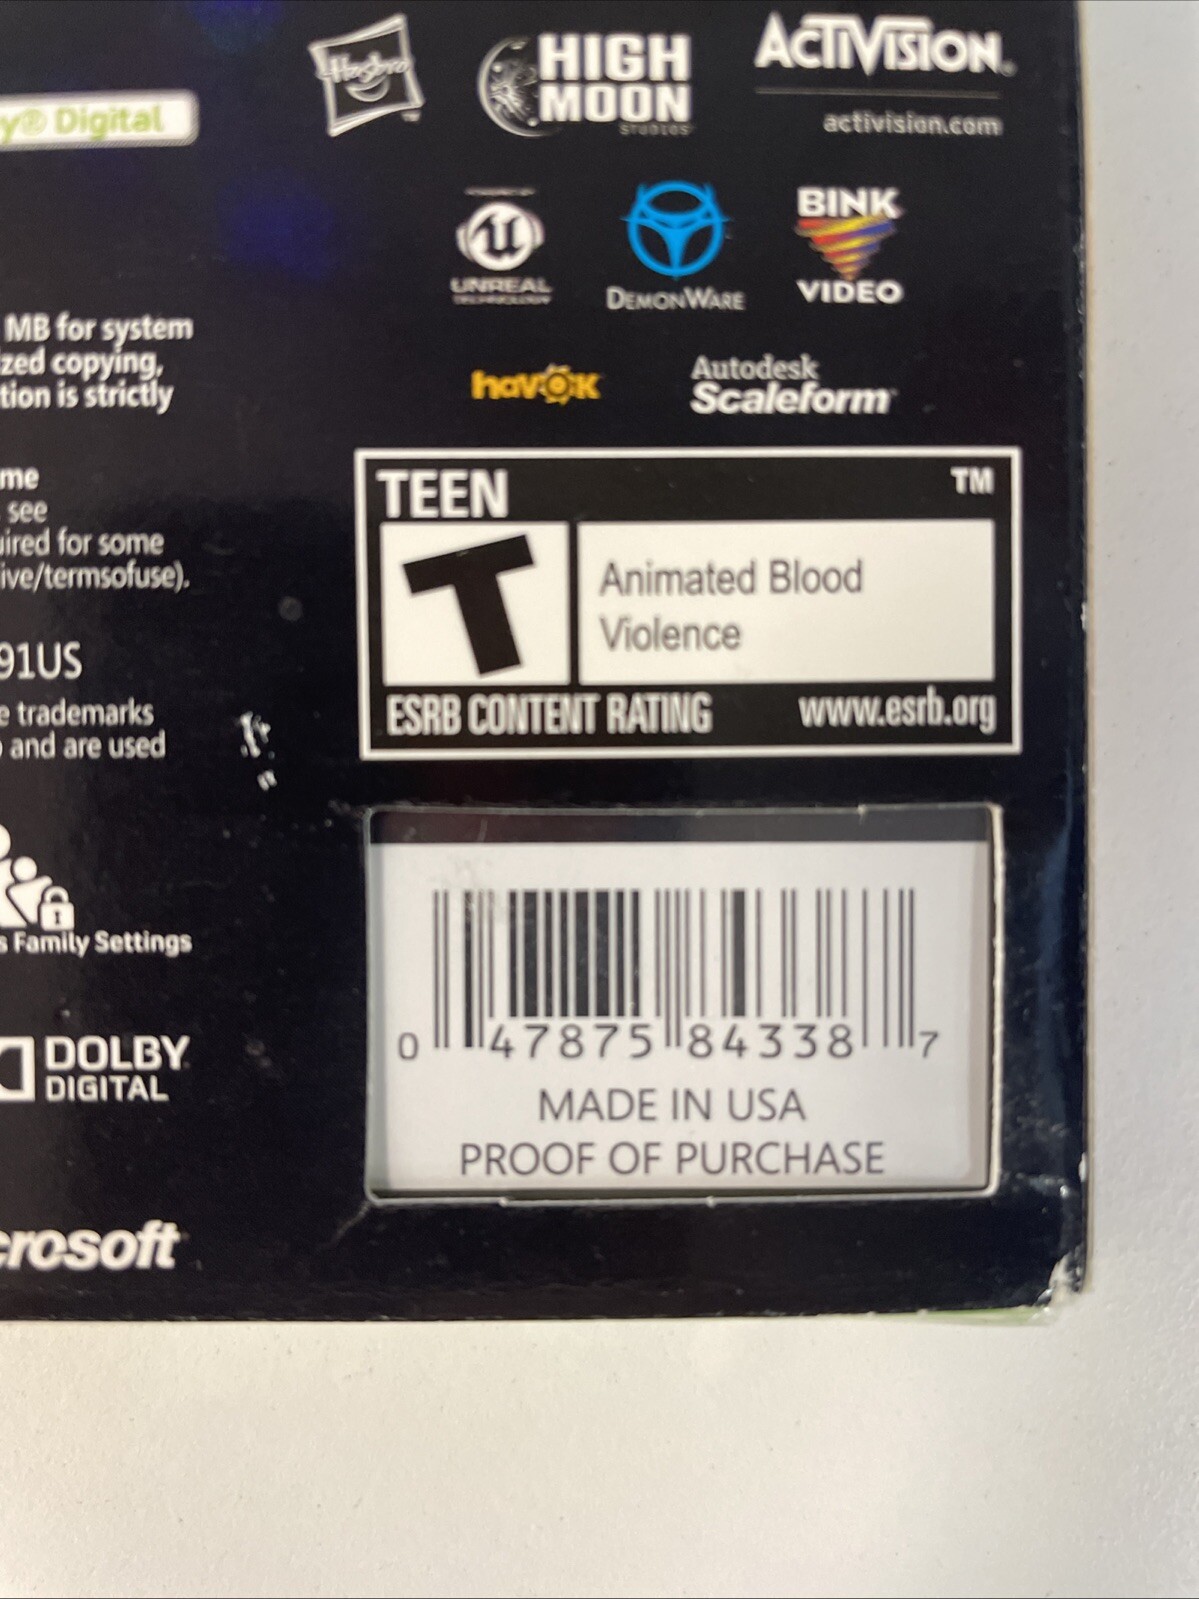 Hasbro
HIGH
MOON
STUDIOS
ACTIVISION.
activision.com
y® Digital
UNREAL
TECHNOLOGY
DEMONWARE
BINK
VIDEO
MB for system
zed copying,
tion is strictly
havok
Autodesk
Scaleform
me
see
uired for some
ive/termsofuse).
91US
e trademarks
and are used
TEEN
TM
T
Animated Blood
Violence
ESRB CONTENT RATING
www.esrb.org
s Family Settings
DOLBY
DIGITAL
crosoft
0 47875 84338 7
MADE IN USA
PROOF OF PURCHASE